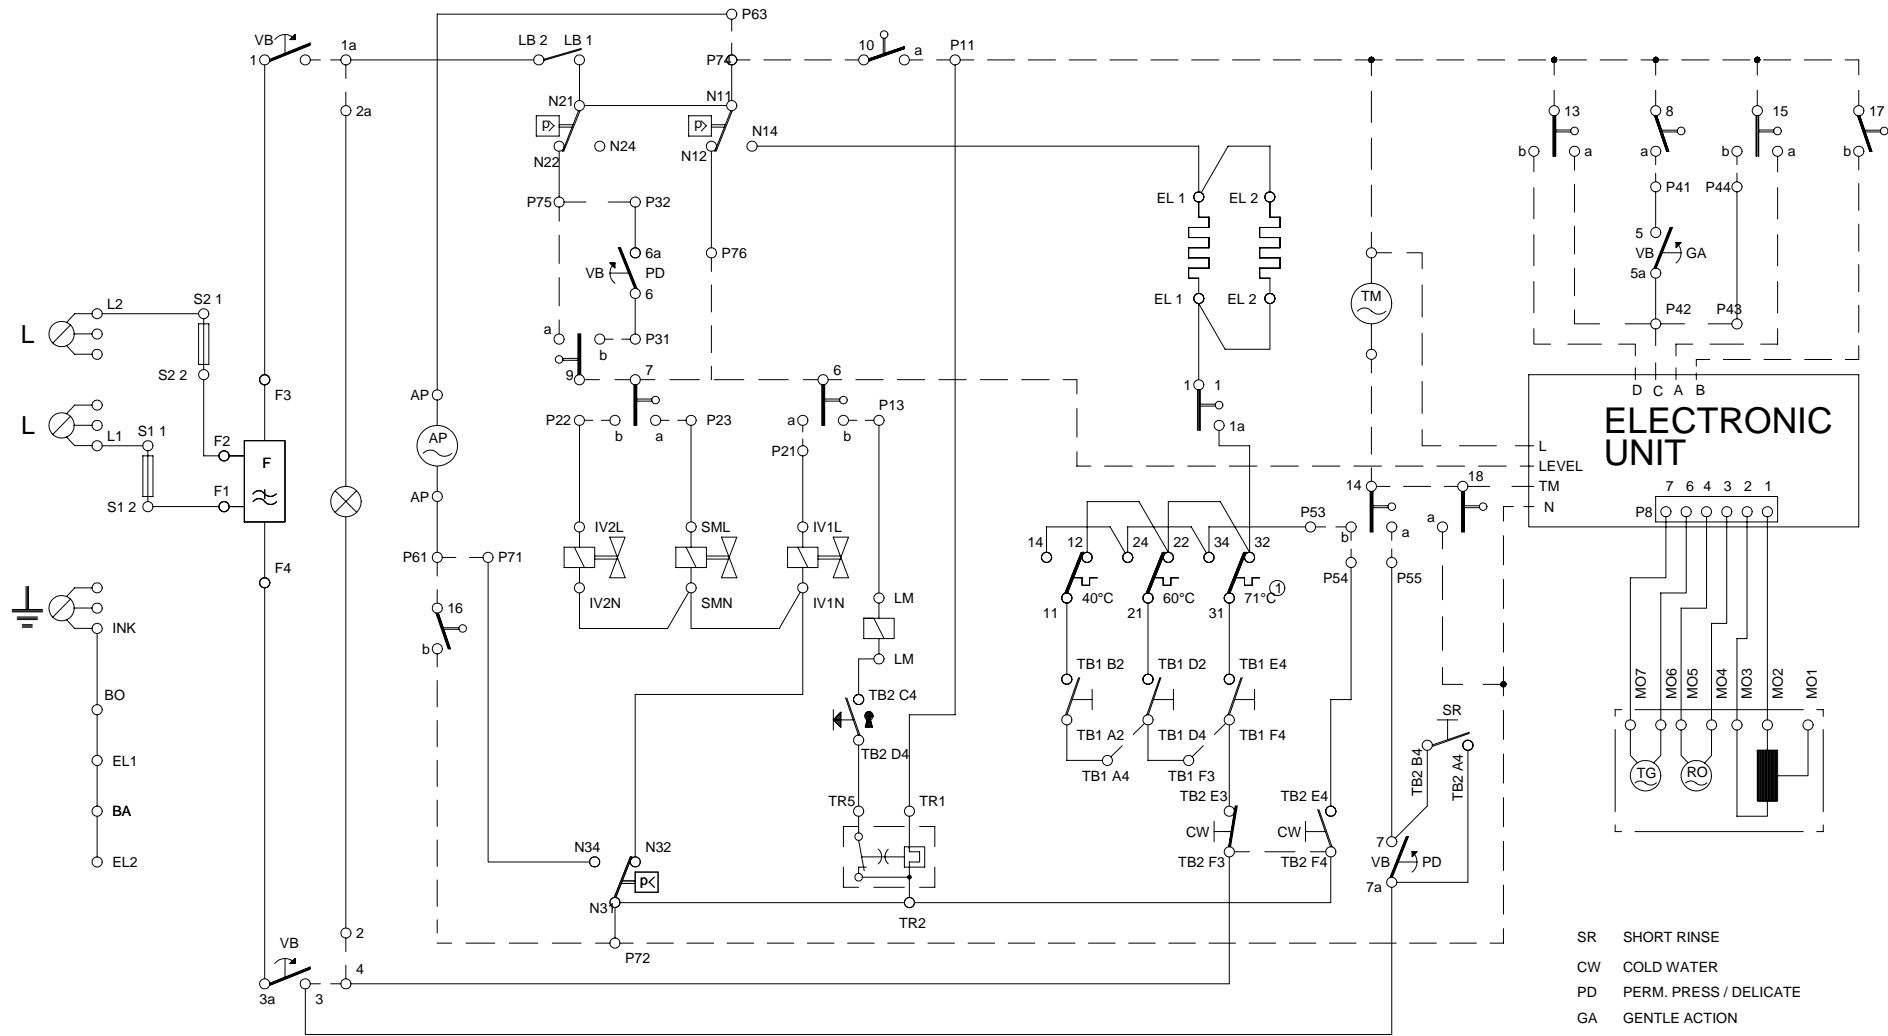 P63
VB
1
1a
LB 2
LB 1
P74
10
a
P11
2a
N21
N11
P>
P>
N22
N24
N12
N14
13
8
15
17
b
a
a
b
a
b
P75
P32
P41
P44
6a
VB
PD
6
P76
EL 1
EL 2
5
VB
GA
5a
TM
L
L2
S2 1
EL 1
EL 2
P42
P43
a
b
P31
S2 2
9
7
6
1
1
D
C
A
B
F3
AP
P22
b
a
P23
a
b
P13
1a
ELECTRONIC
UNIT
L
L1
S1 1
F2
F
AP
P21
L
LEVEL
TM
N
S1 2
F1
AP
14
18
7
6
4
3
2
1
P8
IV2L
SML
IV1L
P53
b
a
a
14
12
24
22
34
32
P61
P71
F4
P54
P55
40°C
60°C
71°C
1
INK
IV2N
SMN
IV1N
LM
16
11
21
31
b
LM
TB1 B2
TB1 D2
TB1 E4
MO7
MO6
MO5
MO4
MO3
MO2
MO1
BO
TB2 C4
SR
TB1 A2
TB1 D4
TB1 F4
TB2 D4
TB2 B4
TB2 A4
EL1
TB1 A4
TB1 F3
TG
RO
TR5
TR1
TB2 E3
TB2 E4
BA
CW
CW
7
N34
N32
TB2 F3
TB2 F4
VB
PD
EL2
P<
7a
N31
TR2
2
SR SHORT RINSE
VB
P72
4
CW COLD WATER
3a
3
PD PERM. PRESS / DELICATE
GA GENTLE ACTION